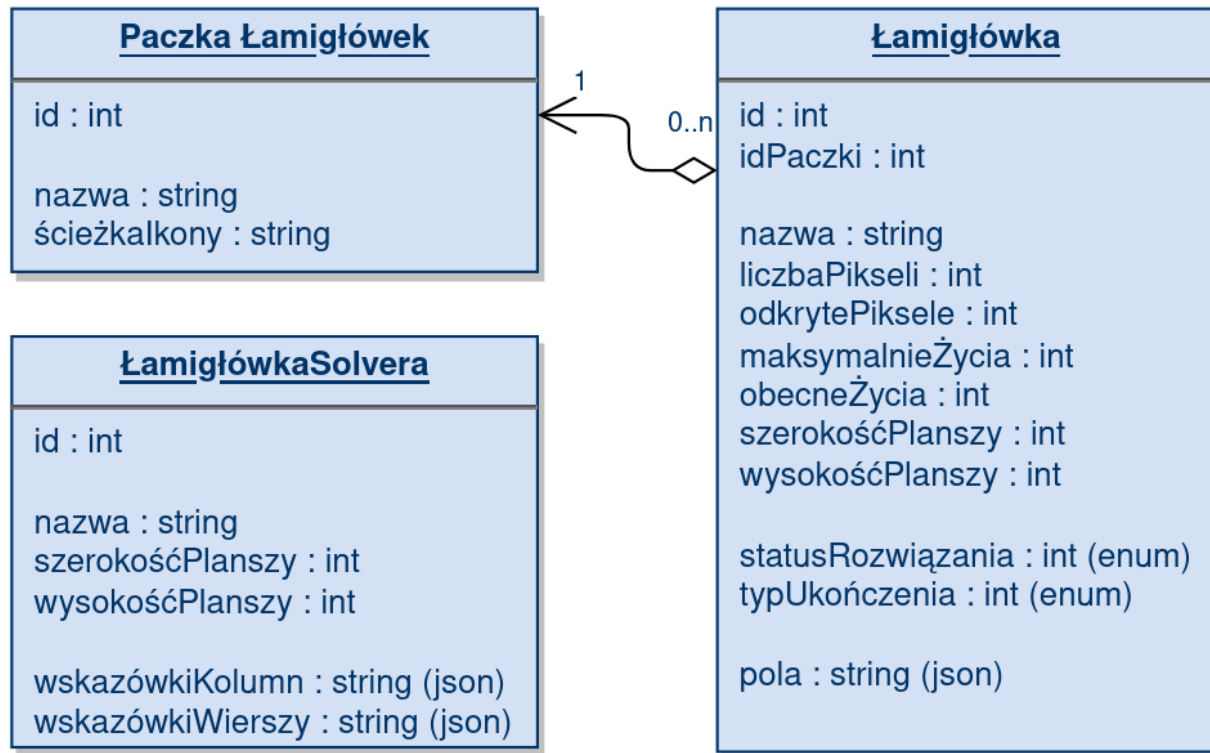 Paczka Łamigłówek
id : int
nazwa : string
ścieżkaIkony : string
1
0..n
Łamigłówka
id : int
idPaczki : int
nazwa : string
liczbaPikseli : int
odkrytePiksele : int
maksymalnieŻycia : int
obecneŻycia : int
szerokośćPlanszy : int
wysokośćPlanszy : int
statusRozwiązania : int (enum)
typUkończenia : int (enum)
pola : string (json)
ŁamigłówkaSolvera
id : int
nazwa : string
szerokośćPlanszy : int
wysokośćPlanszy : int
wskazówkiKolumn : string (json)
wskazówkiWierszy : string (json)